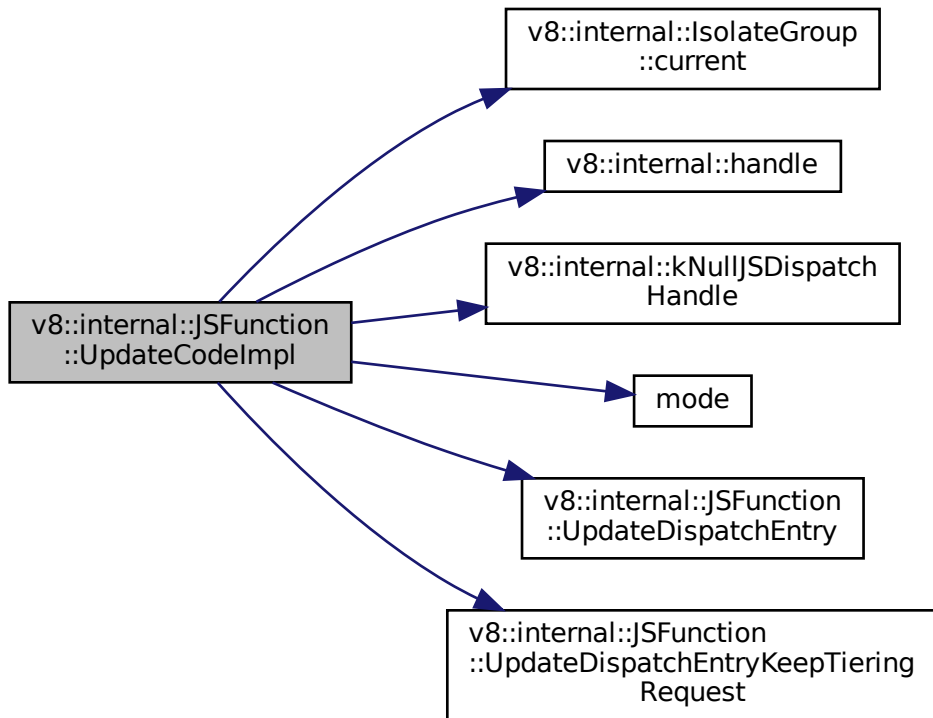 v8::internal::IsolateGroup
::current
v8::internal::handle
v8::internal::kNullJSDispatch
Handle
v8::internal::JSFunction
::UpdateCodeImpl
mode
v8::internal::JSFunction
::UpdateDispatchEntry
v8::internal::JSFunction
::UpdateDispatchEntryKeepTiering
Request